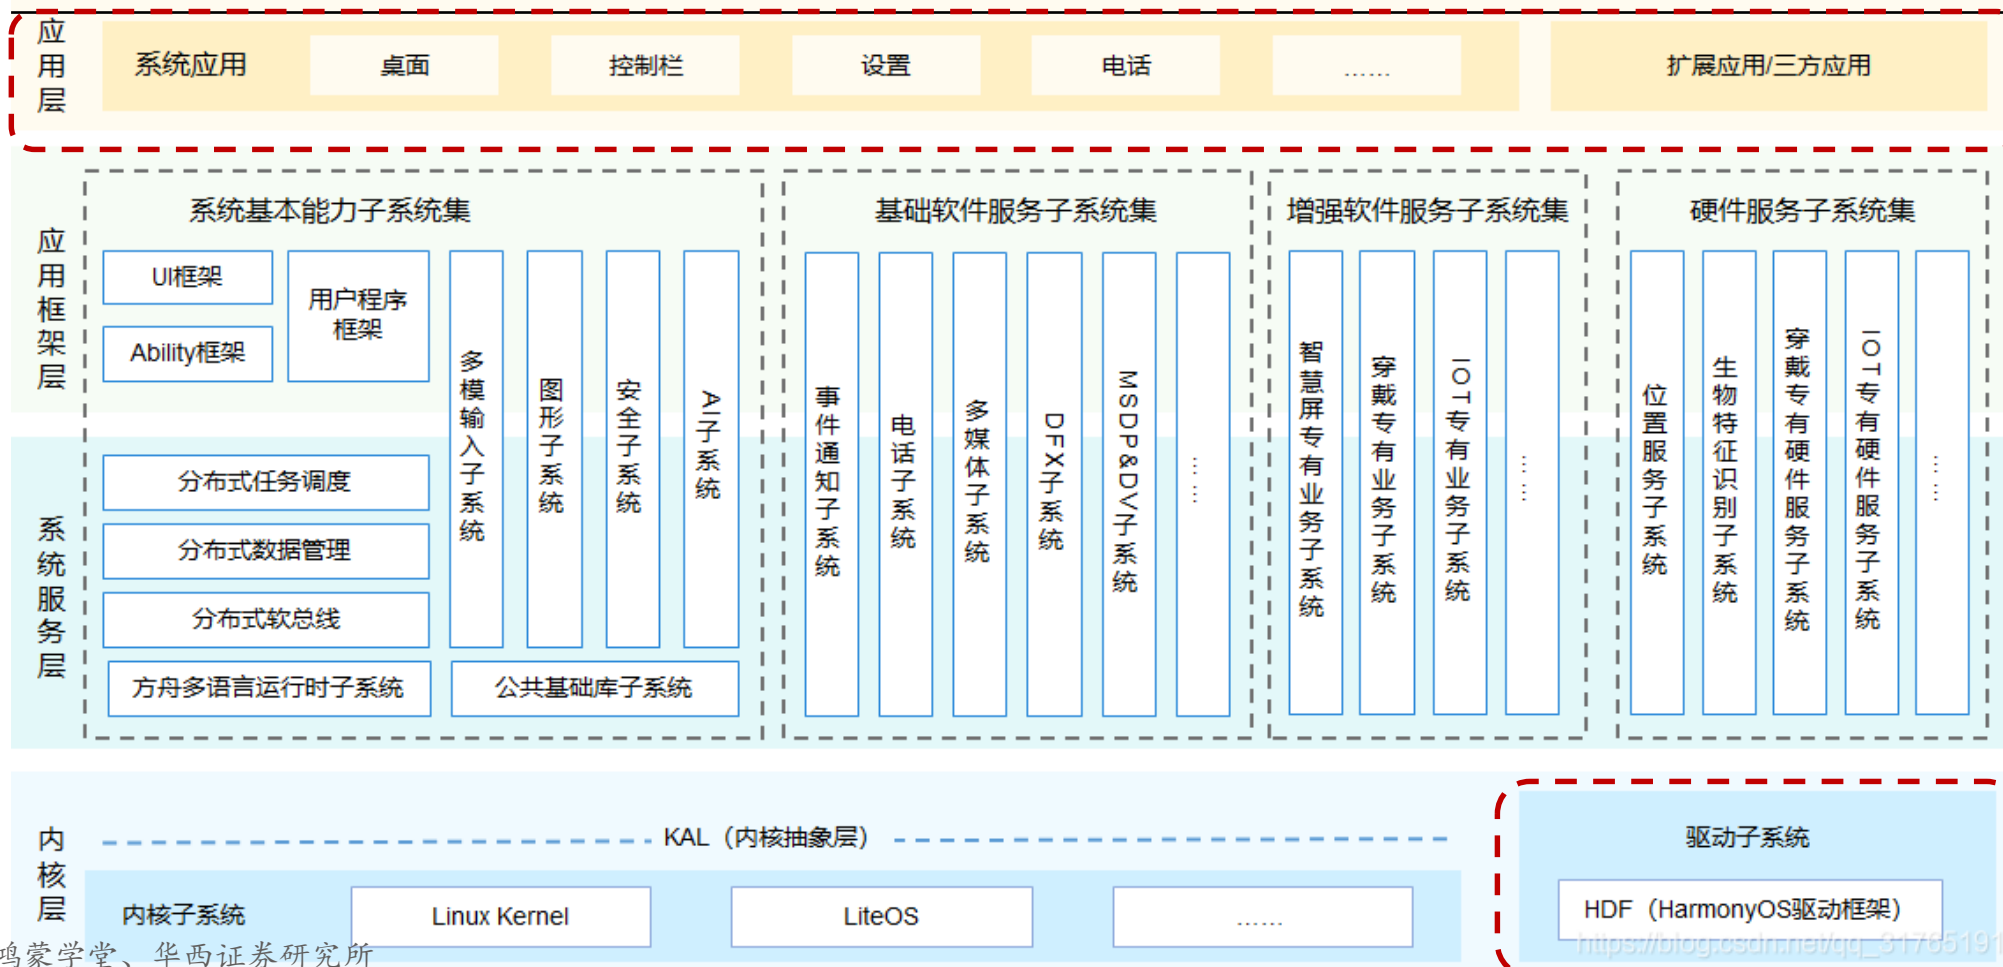 应用层
系统应用
桌面
控制栏
设置
电话
……
扩展应用/三方应用
应用框架层
系统服务层
系统基本能力子系统集
UI框架
Ability框架
用户程序
框架
多模输入子系统
图形子系统
安全子系统
AI子系统
分布式任务调度
分布式数据管理
分布式软总线
方舟多语言运行时子系统
公共基础库子系统
基础软件服务子系统集
事件通知子系统
电话子系统
多媒体子系统
DFX子系统
MSDP&DV子系统
……
增强软件服务子系统集
智慧屏专有业务子系统
穿戴专有业务子系统
IOT专有业务子系统
……
硬件服务子系统集
位置服务子系统
生物特征识别子系统
穿戴专有硬件服务子系统
IOT专有硬件服务子系统
……
内核层
KAL（内核抽象层）
内核子系统
Linux Kernel
LiteOS
……
驱动子系统
HDF（HarmonyOS驱动框架）
鸿蒙学堂、华西证券研究所
https://blog.csdn.net/qq_31765191